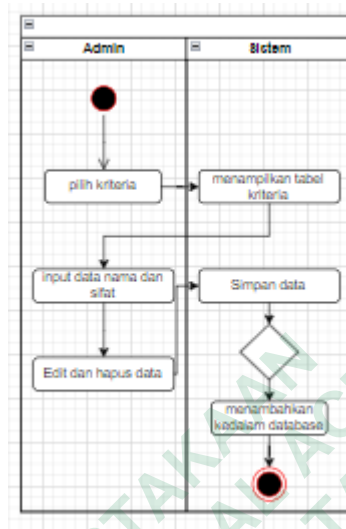 Admin
Sistem
pilih kriteria
menampilkan tabel
kriteria
input data nama dan
sifat
Simpan data
Edit dan hapus data
menambahkan
kedalam database
TAKAAN